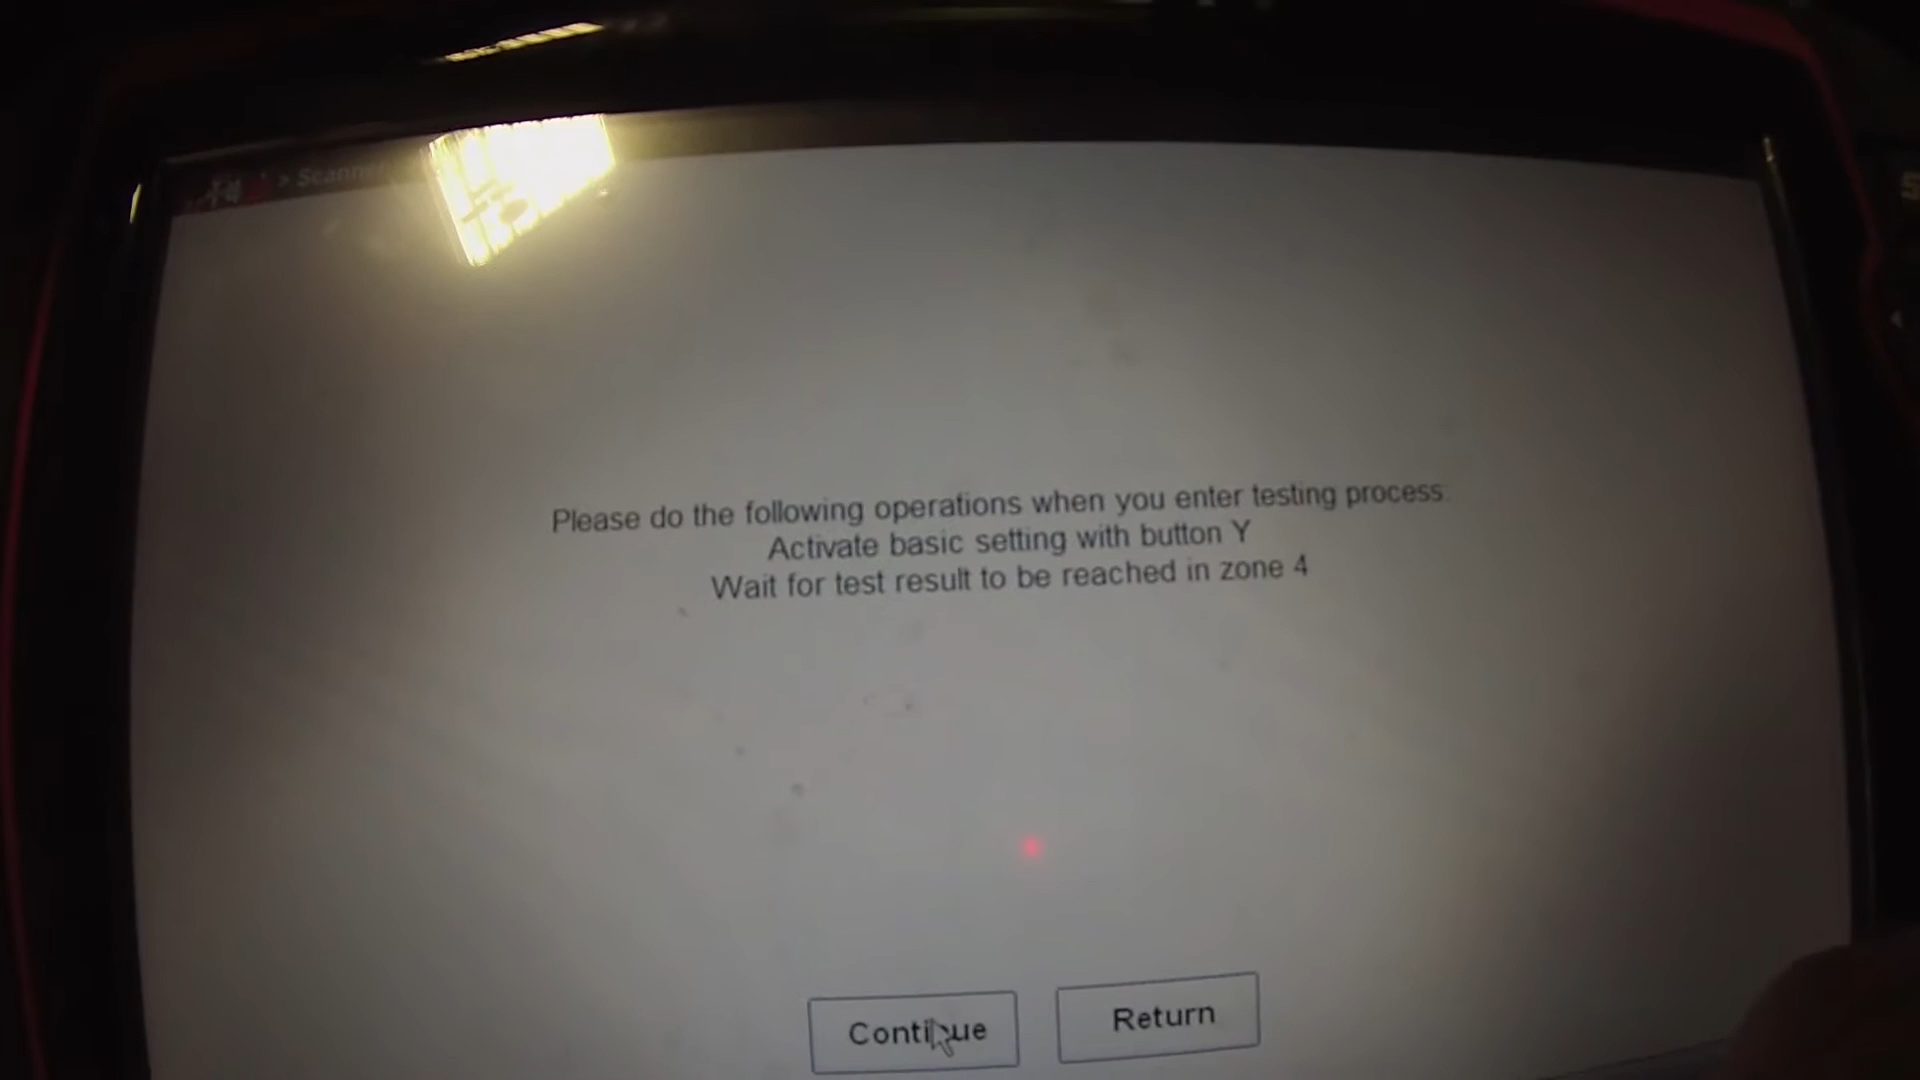 Please do the following operations when you enter testing process:
Activate basic setting with button Y
Wait for test result to be reached in zone 4
Continue
Return